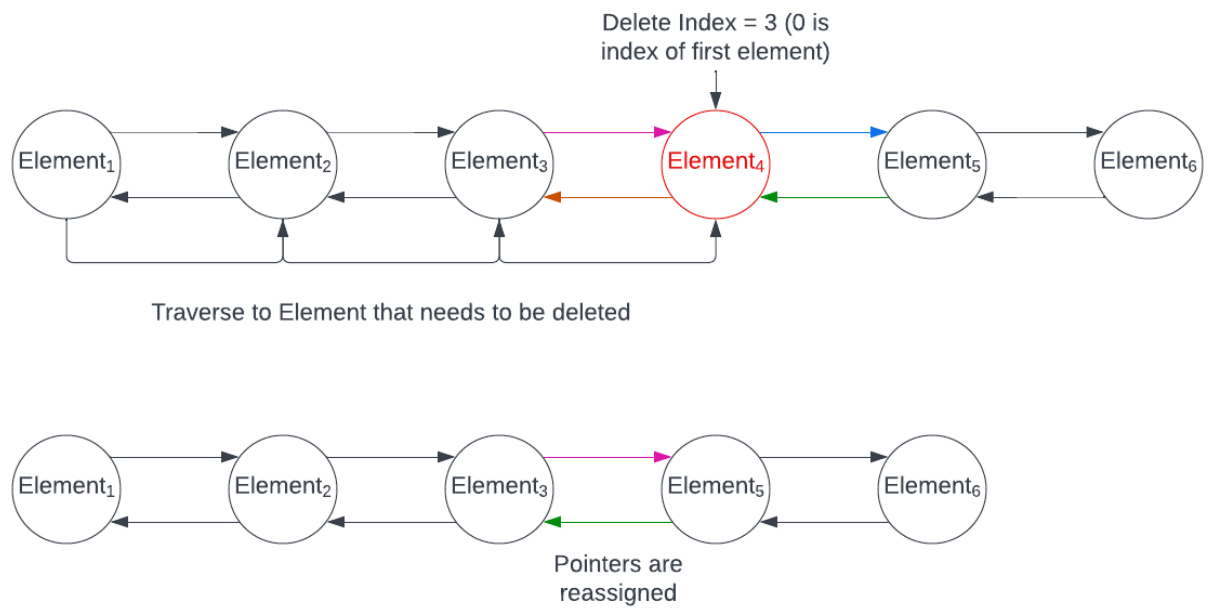 Delete Index = 3 (0 is
index of first element)
Element₁
Element₂
Element₃
Element₄
Element₅
Element₆
Traverse to Element that needs to be deleted
Element₁
Element₂
Element₃
Element₅
Element₆
Pointers are
reassigned